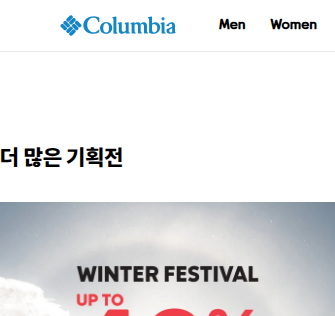 Columbia Men Women
더 많은 기획전
WINTER FESTIVAL
UP TO